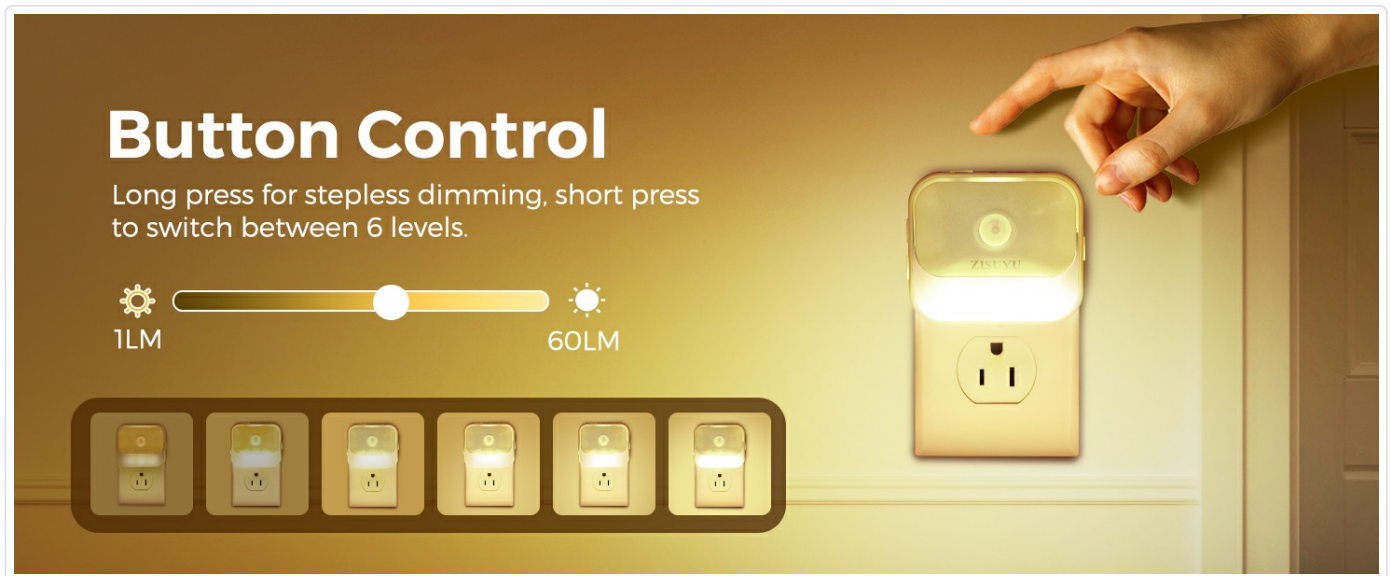 Button Control
Long press for stepless dimming, short press
to switch between 6 levels.
1LM
60LM
ZISUYU